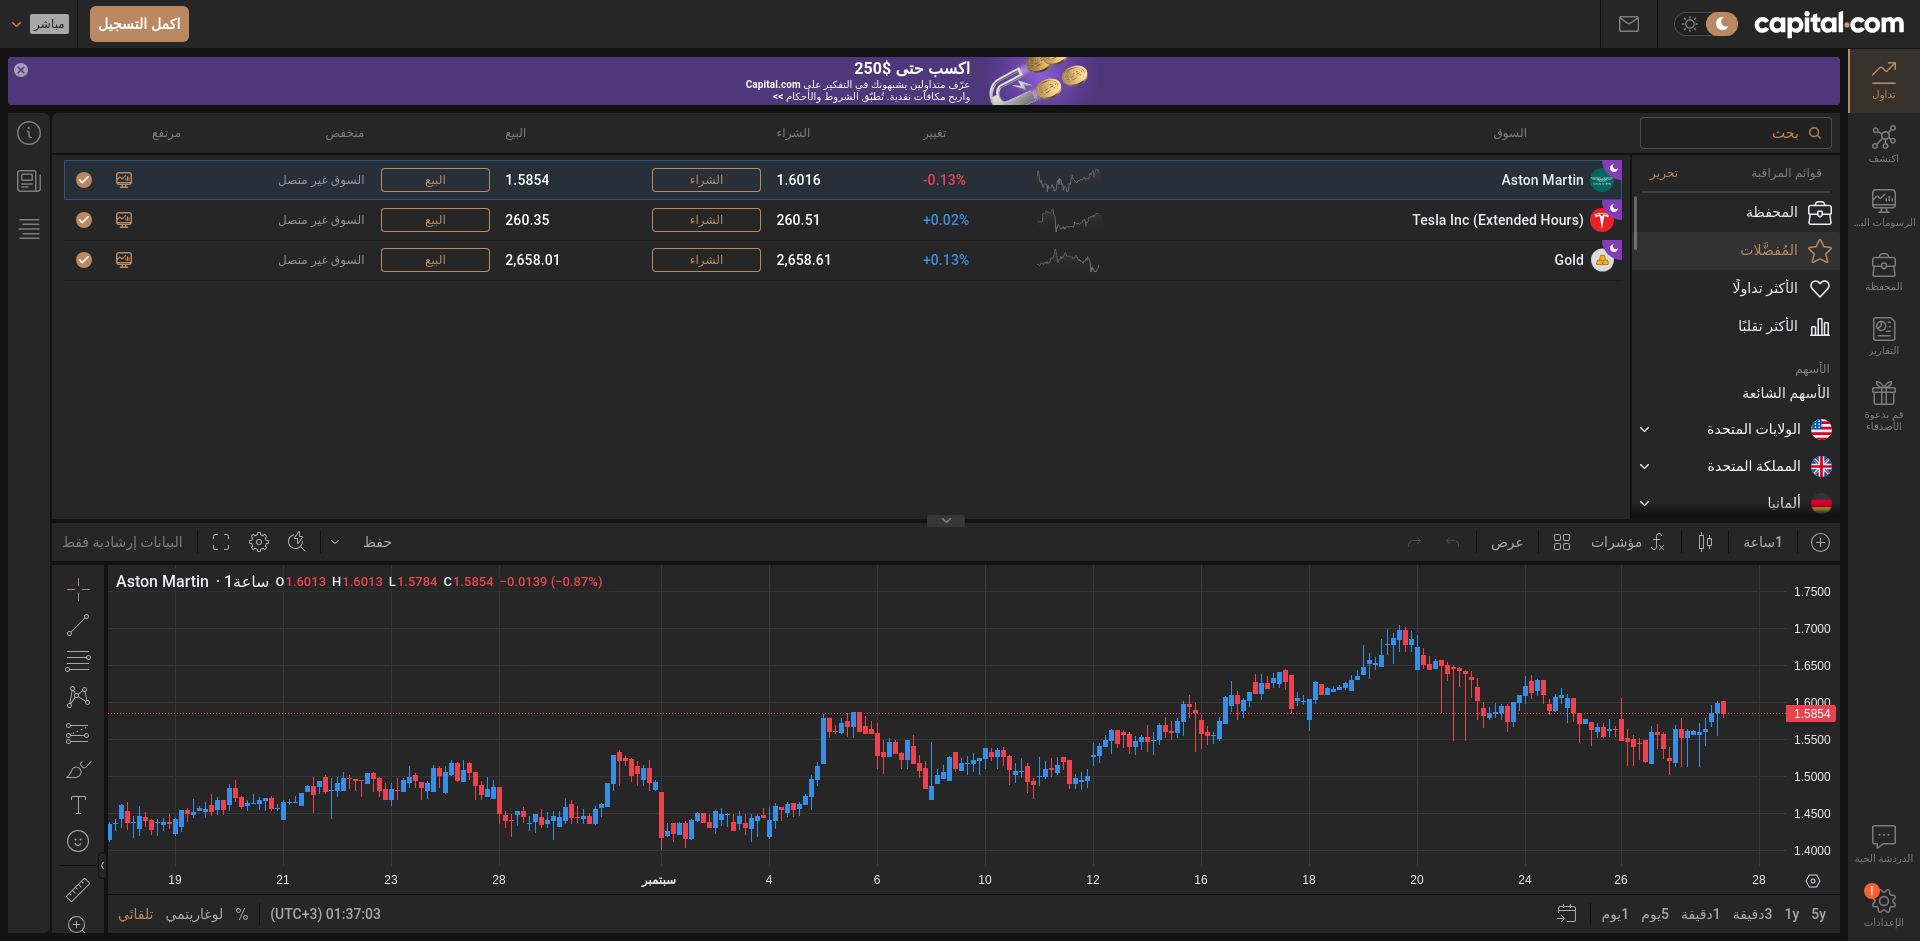 capital.com
اكمل التسجيل
مباشر
اكسب حتى $250
عرّف متداولين يشبهونك في التفكير على Capital.com
واربح مكافآت نقدية. تُطبّق الشروط والأحكام >>
تداول
اكتشف
الرسومات البـ...
المحفظة
التقارير
قم بدعوة
الأصدقاء
الدردشة الحية
!
الإعدادات
بحث
قوائم المراقبة
تحرير
المحفظة
المُفضَّلات
الأكثر تداولًا
الأكثر تقلبًا
الأسهم
الأسهم الشائعة
الولايات المتحدة
المملكة المتحدة
ألمانيا
السوق تغيير الشراء البيع منخفض مرتفع
Aston Martin -0.13% 1.6016 الشراء 1.5854 البيع السوق غير متصل
Tesla Inc (Extended Hours) +0.02% 260.51 الشراء 260.35 البيع السوق غير متصل
Gold +0.13% 2,658.61 الشراء 2,658.01 البيع السوق غير متصل
1ساعة مؤشرات عرض حفظ البيانات إرشادية فقط
Aston Martin · 1ساعة O1.6013 H1.6013 L1.5784 C1.5854 −0.0139 (−0.87%)
1.7500
1.7000
1.6500
1.6000
1.5854
1.5500
1.5000
1.4500
1.4000
19 21 23 28 سبتمبر 4 6 10 12 16 18 20 24 26 28
تلقائي لوغاريتمي % 01:37:03 (UTC+3)
1يوم 5يوم 1دقيقة 3دقيقة 1y 5y